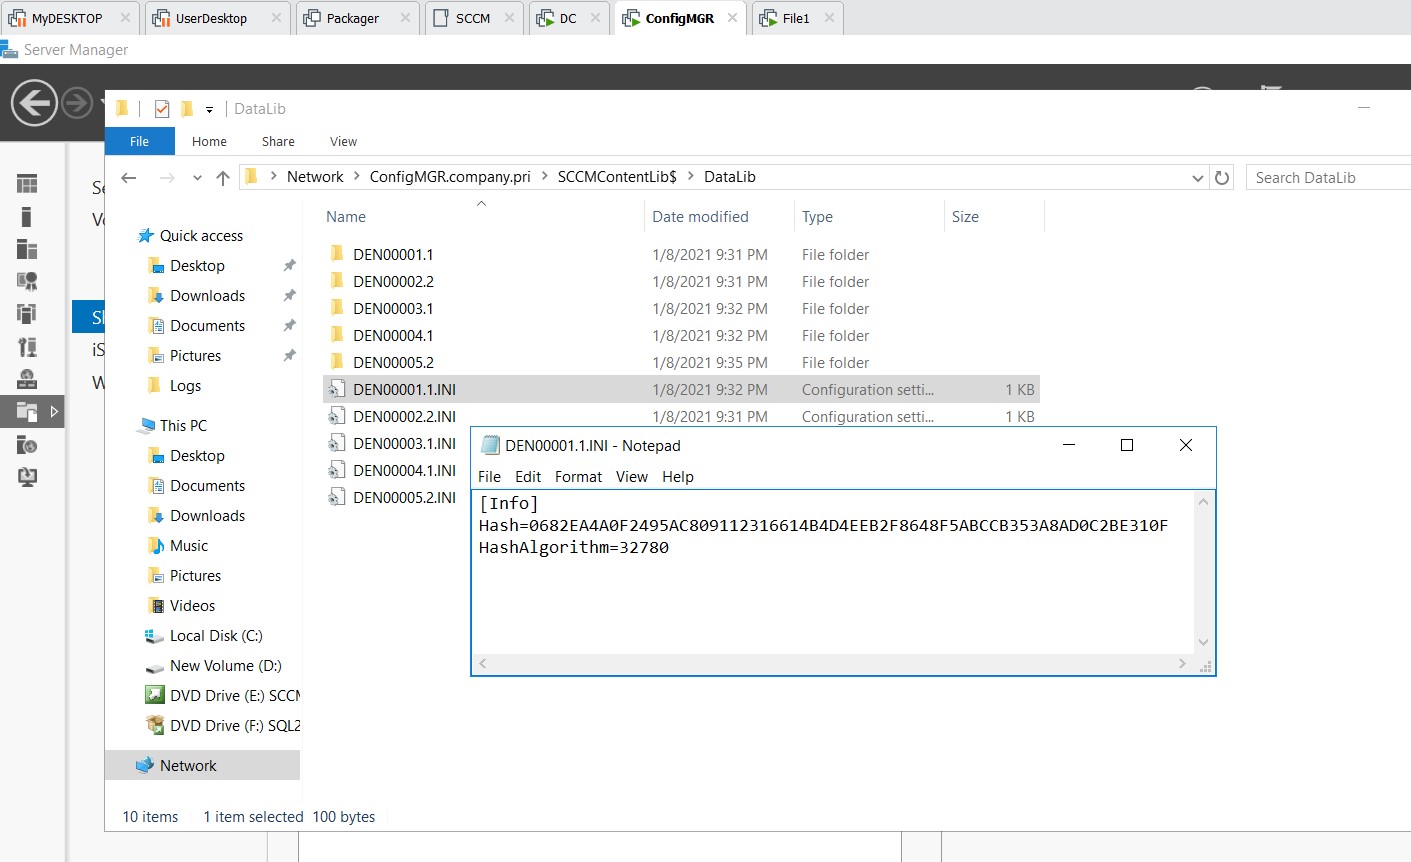 MyDESKTOP
UserDesktop
Packager
SCCM
DC
ConfigMGR
File1
Server Manager
DataLib
File Home Share View
Network ConfigMGR.company.pri SCCMContentLib$ DataLib
Search DataLib
Name Date modified Type Size
Quick access
Desktop
Downloads
Documents
Pictures
Logs
This PC
Desktop
Documents
Downloads
Music
Pictures
Videos
Local Disk (C:)
New Volume (D:)
DVD Drive (E:) SCCM
DVD Drive (F:) SQL2
Network
DEN00001.1 1/8/2021 9:31 PM File folder
DEN00002.2 1/8/2021 9:31 PM File folder
DEN00003.1 1/8/2021 9:32 PM File folder
DEN00004.1 1/8/2021 9:32 PM File folder
DEN00005.2 1/8/2021 9:35 PM File folder
DEN00001.1.INI 1/8/2021 9:32 PM Configuration setti... 1 KB
DEN00002.2.INI 1/8/2021 9:31 PM Configuration setti... 1 KB
DEN00003.1.INI
DEN00004.1.INI
DEN00005.2.INI
DEN00001.1.INI - Notepad
File Edit Format View Help
[Info]
Hash=0682EA4A0F2495AC809112316614B4D4EEB2F8648F5ABCCB353A8AD0C2BE310F
HashAlgorithm=32780
10 items 1 item selected 100 bytes